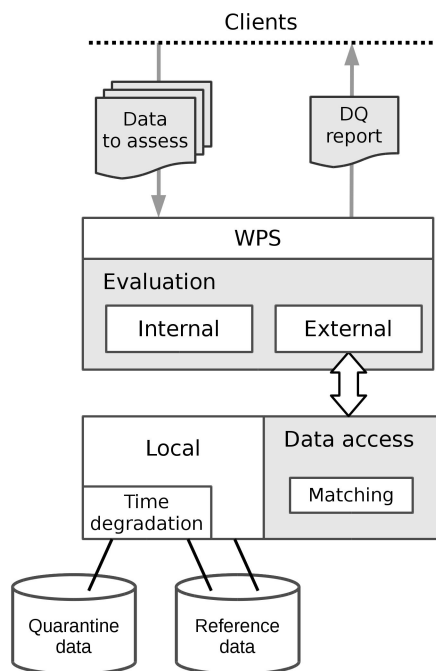 Clients
Data
to assess
DQ
report
WPS
Evaluation
Internal
External
Local
Data access
Time
degradation
Matching
Quarantine
data
Reference
data